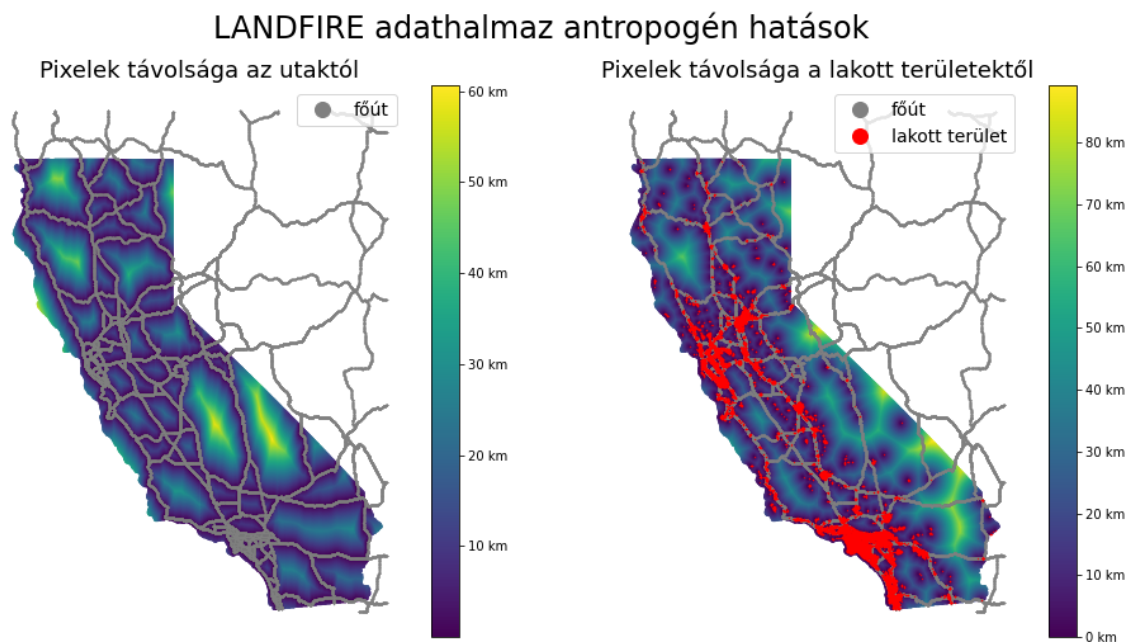 LANDFIRE adathalmaz antropogén hatások
Pixelek távolsága az utaktól
főút
60 km
50 km
40 km
30 km
20 km
10 km
Pixelek távolsága a lakott területektől
főút
lakott terület
80 km
70 km
60 km
50 km
40 km
30 km
20 km
10 km
0 km